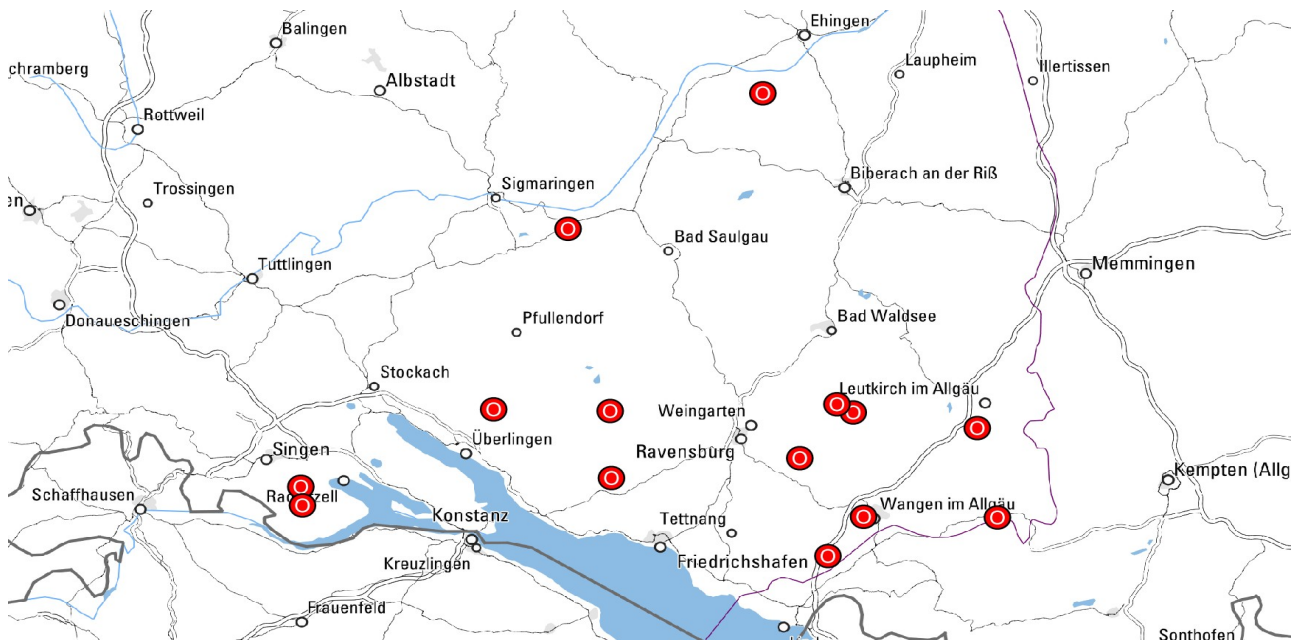 Ehingen
Balingen
Laupheim
Illertissen
chramberg
Albstadt
Rottweil
Biberach an der Riß
Sigmaringen
Trossingen
en
Bad Saulgau
Tuttlingen
Memmingen
Donaueschingen
Pfullendorf
Bad Waldsee
Stockach
Leutkirch im Allgäu
Weingarten
Überlingen
Singen
Ravensburg
Kempten (Allg
Schaffhausen
Wangen im Allgäu
Konstanz
Tettnang
Kreuzlingen
Friedrichshafen
Frauenfeld
Sonthofen
O
O
O
O
O
O
O
O
O
O
O
O
O
O